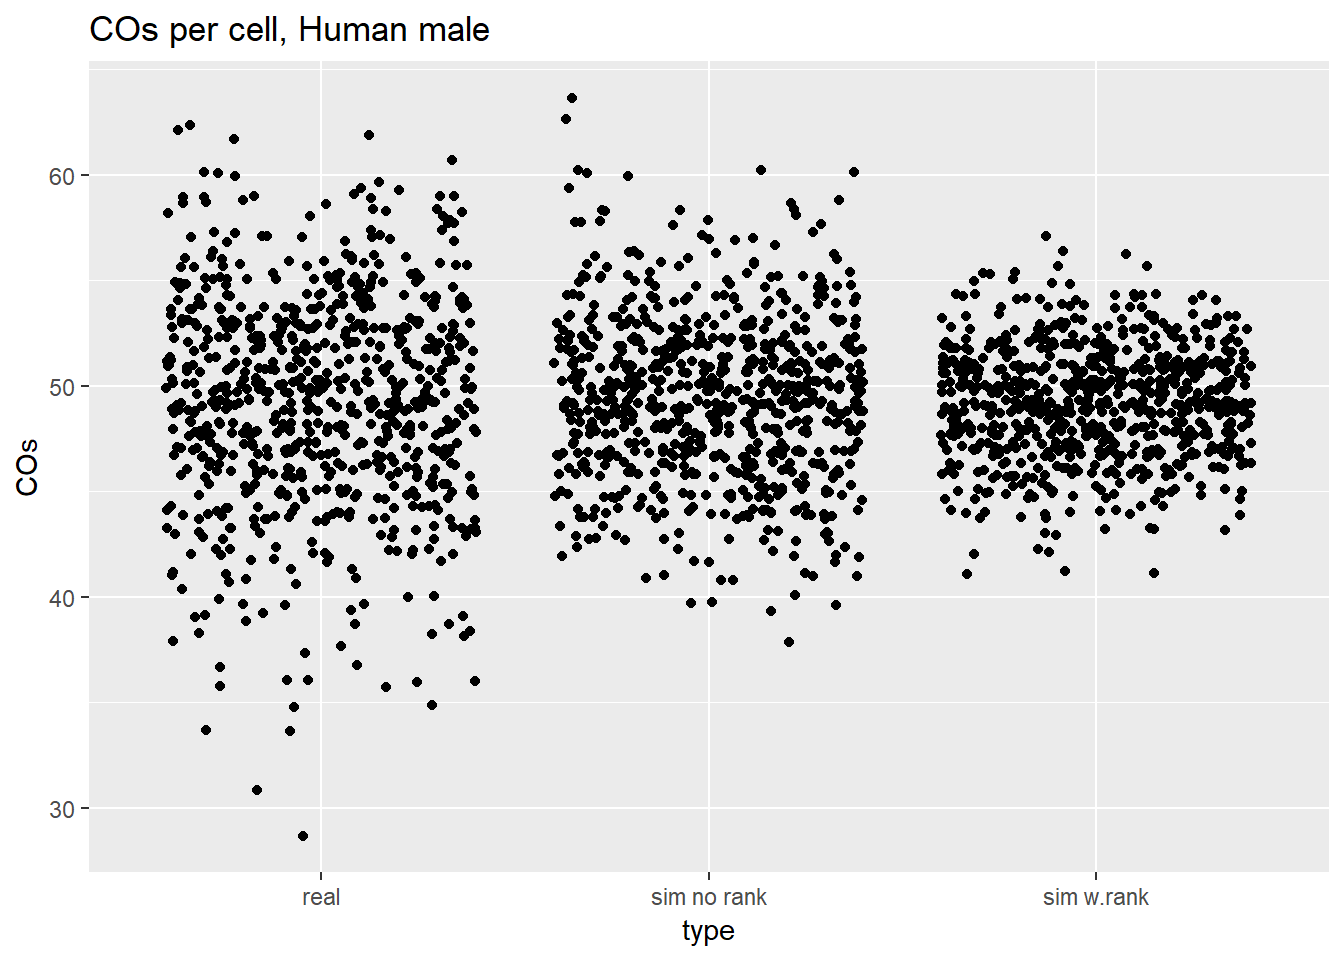 COs per cell, Human male
60
50
40
30
COs
real
sim no rank
sim w.rank
type